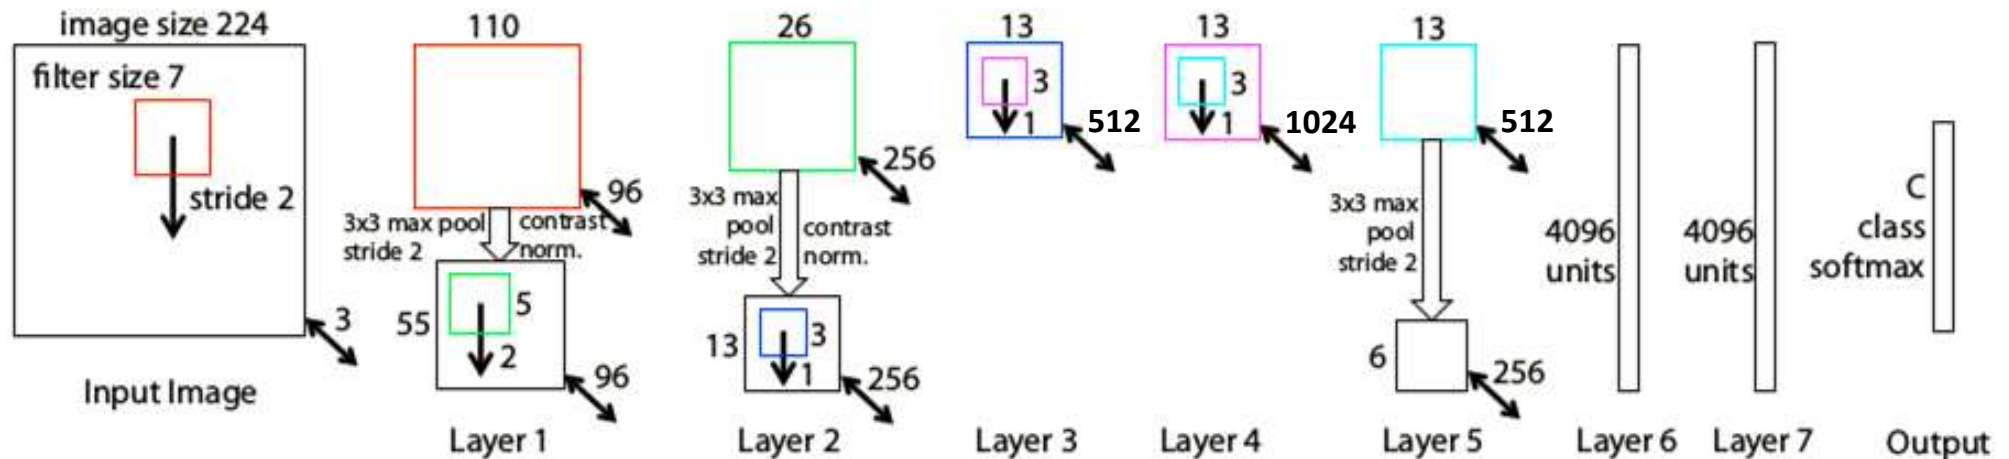 image size 224
filter size 7
stride 2
3
Input Image
110
96
3x3 max pool
stride 2
contrast
norm.
55
5
2
96
Layer 1
26
256
3x3 max
pool
stride 2
contrast
norm.
13
3
1
256
Layer 2
13
3
1
512
Layer 3
13
3
1
1024
Layer 4
13
512
3x3 max
pool
stride 2
6
256
Layer 5
4096
units
Layer 6
4096
units
Layer 7
C
class
softmax
Output